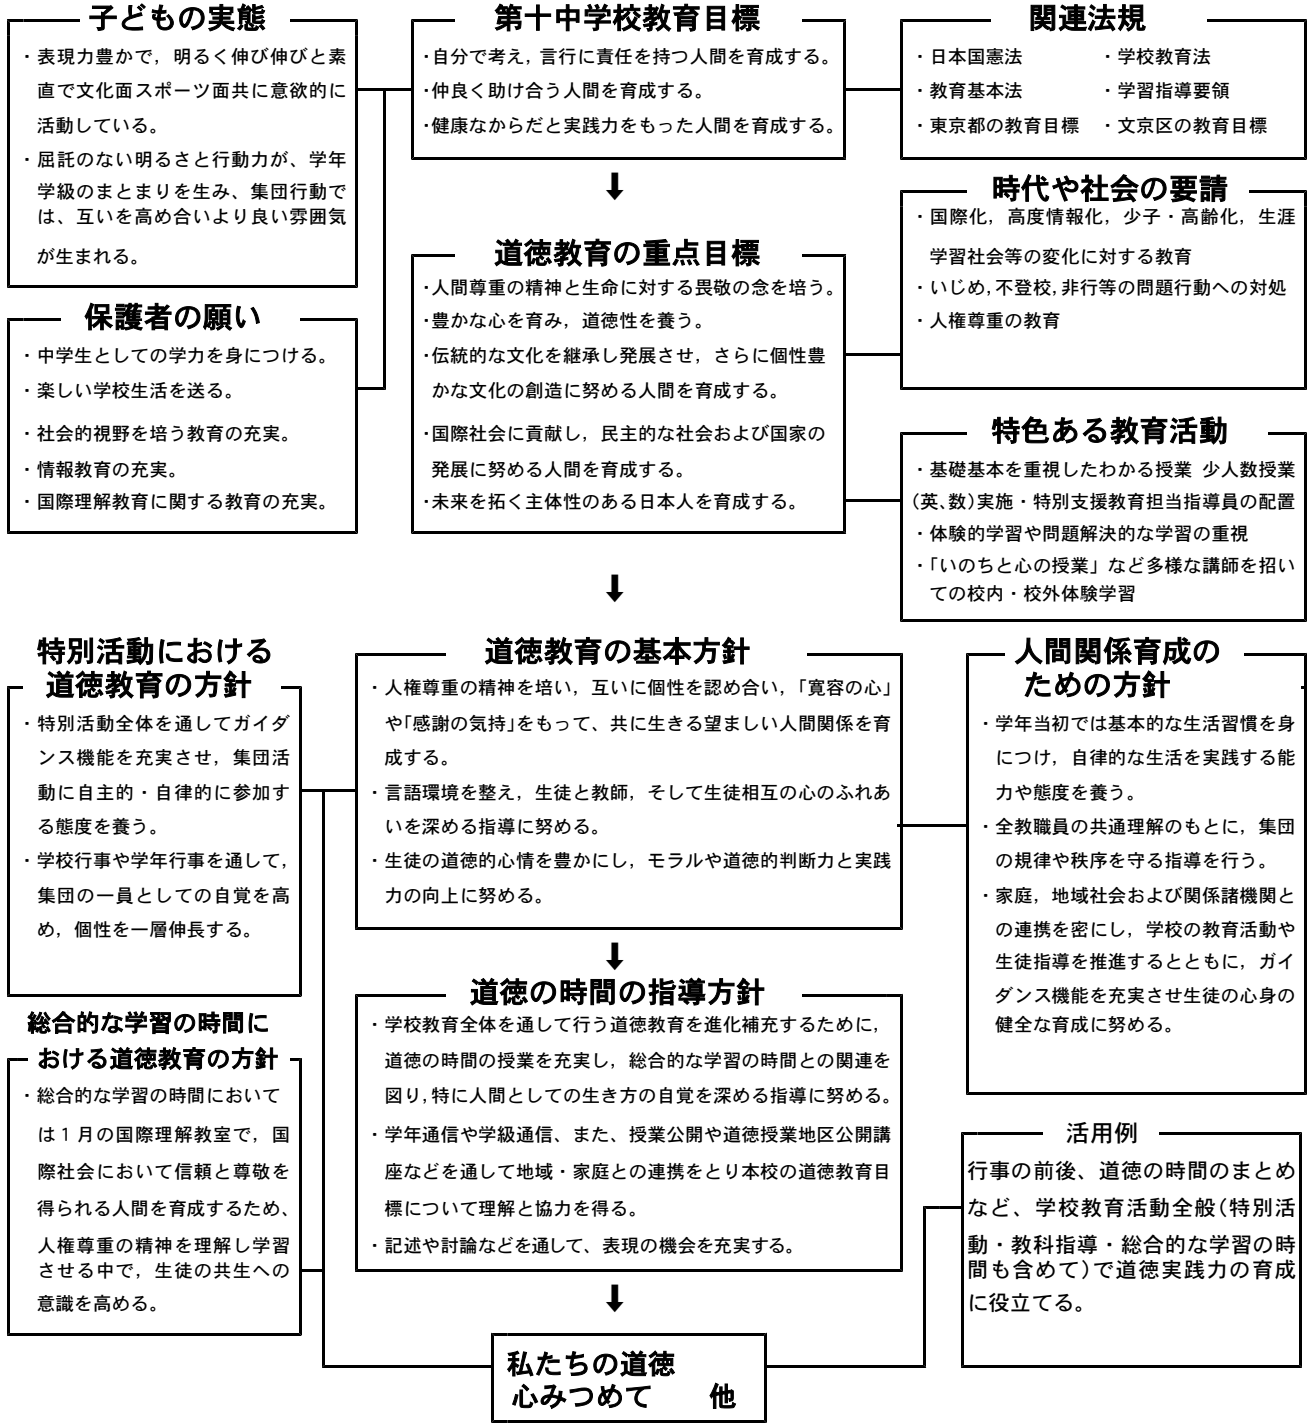 子どもの実態
・表現力豊かで，明るく伸び伸びと素
直で文化面スポーツ面共に意欲的に
活動している。
・屈託のない明るさと行動力が、学年
学級のまとまりを生み、集団行動で
は、互いを高め合いより良い雰囲気
が生まれる。
保護者の願い
・中学生としての学力を身につける。
・楽しい学校生活を送る。
・社会的視野を培う教育の充実。
・情報教育の充実。
・国際理解教育に関する教育の充実。
第十中学校教育目標
・自分で考え，言行に責任を持つ人間を育成する。
・仲良く助け合う人間を育成する。
・健康なからだと実践力をもった人間を育成する。
⬇
道徳教育の重点目標
・人間尊重の精神と生命に対する畏敬の念を培う。
・豊かな心を育み，道徳性を養う。
・伝統的な文化を継承し発展させ，さらに個性豊
かな文化の創造に努める人間を育成する。
・国際社会に貢献し，民主的な社会および国家の
発展に努める人間を育成する。
・未来を拓く主体性のある日本人を育成する。
⬇
関連法規
・日本国憲法　・学校教育法
・教育基本法　・学習指導要領
・東京都の教育目標　・文京区の教育目標
時代や社会の要請
・国際化，高度情報化，少子・高齢化，生涯
学習社会等の変化に対する教育
・いじめ，不登校，非行等の問題行動への対処
・人権尊重の教育
特色ある教育活動
・基礎基本を重視したわかる授業 少人数授業
（英、数）実施・特別支援教育担当指導員の配置
・体験的学習や問題解決的な学習の重視
・「いのちと心の授業」など多様な講師を招い
ての校内・校外体験学習
特別活動における
道徳教育の方針
・特別活動全体を通してガイダ
ンス機能を充実させ，集団活
動に自主的・自律的に参加す
る態度を養う。
・学校行事や学年行事を通して，
集団の一員としての自覚を高
め，個性を一層伸長する。
総合的な学習の時間に
おける道徳教育の方針
・総合的な学習の時間において
は１月の国際理解教室で，国
際社会において信頼と尊敬を
得られる人間を育成するため、
人権尊重の精神を理解し学習
させる中で，生徒の共生への
意識を高める。
道徳教育の基本方針
・人権尊重の精神を培い，互いに個性を認め合い，「寛容の心」
や「感謝の気持」をもって、共に生きる望ましい人間関係を育
成する。
・言語環境を整え，生徒と教師，そして生徒相互の心のふれあ
いを深める指導に努める。
・生徒の道徳的心情を豊かにし，モラルや道徳的判断力と実践
力の向上に努める。
⬇
道徳の時間の指導方針
・学校教育全体を通して行う道徳教育を進化補充するために，
道徳の時間の授業を充実し，総合的な学習の時間との関連を
図り，特に人間としての生き方の自覚を深める指導に努める。
・学年通信や学級通信、また、授業公開や道徳授業地区公開講
座などを通して地域・家庭との連携をとり本校の道徳教育目
標について理解と協力を得る。
・記述や討論などを通して、表現の機会を充実する。
⬇
私たちの道徳
心みつめて　　他
人間関係育成の
ための方針
・学年当初では基本的な生活習慣を身
につけ，自律的な生活を実践する能
力や態度を養う。
・全教職員の共通理解のもとに，集団
の規律や秩序を守る指導を行う。
・家庭，地域社会および関係諸機関と
の連携を密にし，学校の教育活動や
生徒指導を推進するとともに，ガイ
ダンス機能を充実させ生徒の心身の
健全な育成に努める。
活用例
行事の前後、道徳の時間のまとめ
など、学校教育活動全般（特別活
動・教科指導・総合的な学習の時
間も含めて）で道徳実践力の育成
に役立てる。